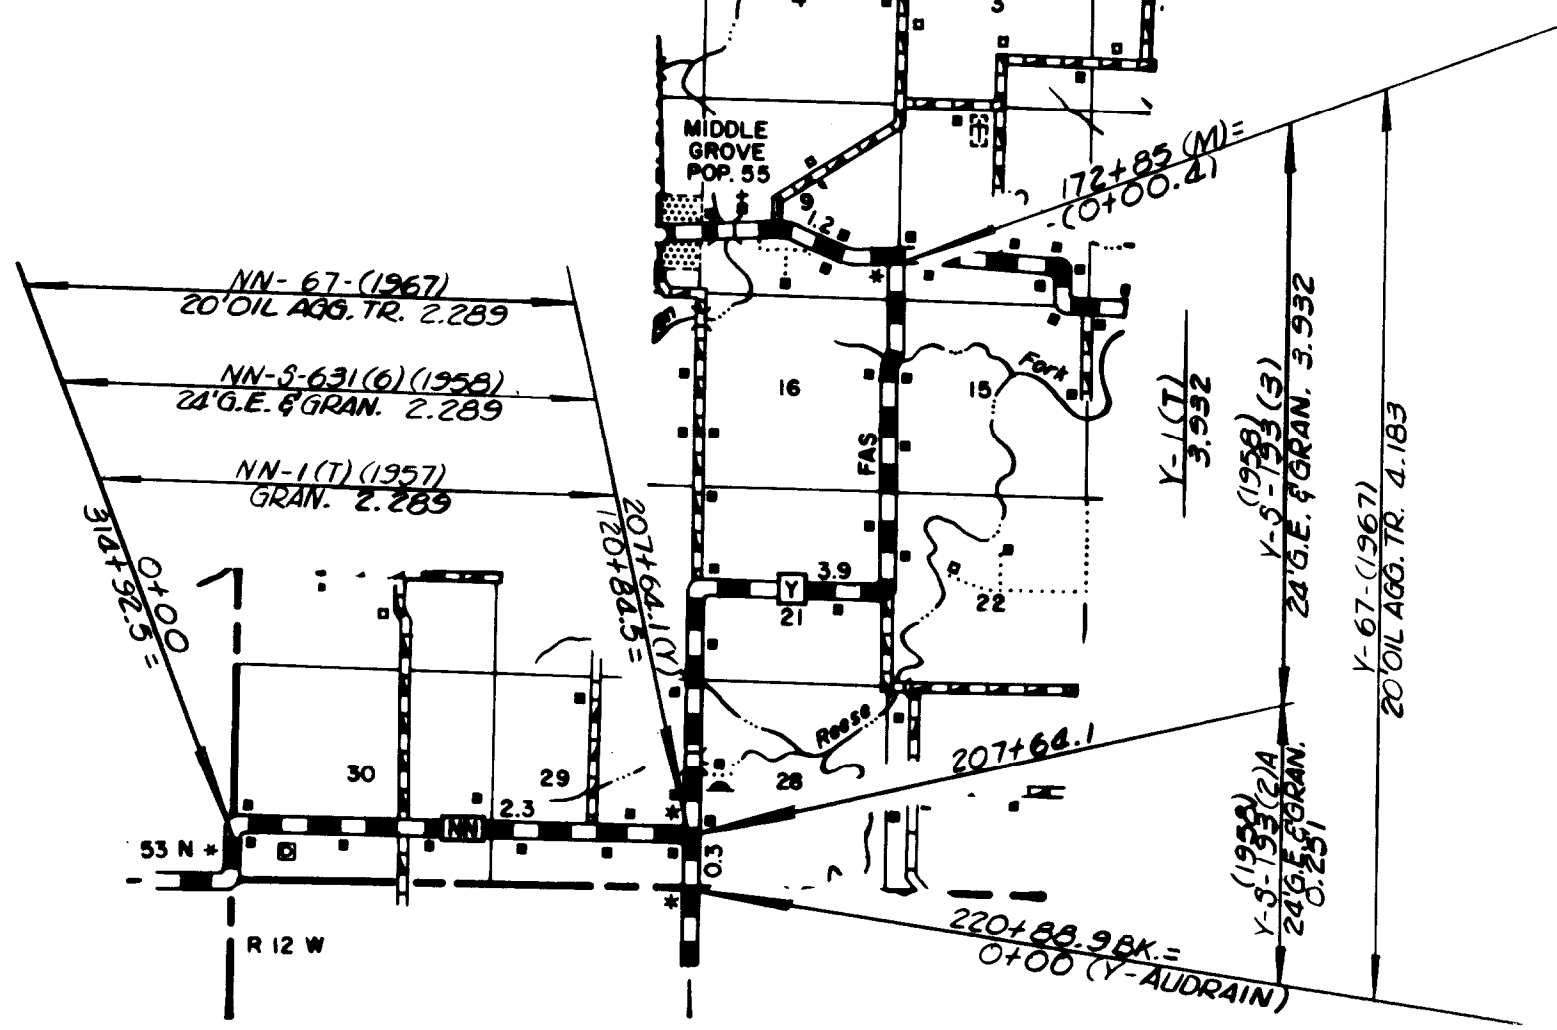 4
3
MIDDLE
GROVE
POP. 55
9
1.2
172+85 (M)=
-(0+00.4)
NN- 67-(1967)
20'OIL AGG. TR. 2.289
NN-S-631(6)(1958)
24'G.E. & GRAN. 2.289
NN-1(T)(1957)
GRAN. 2.289
314+92.5 =
0+00
207+64.1(Y)
120+84.5=
16
15
Fork
FAS
Y-1(T)
3.932
(1958)
Y-S-193(3)
24'G.E. & GRAN. 3.932
Y-67-(1967)
20'OIL AGG. TR. 4.183
3.9
Y
21
22
Reese
30
29
28
2.3
NN
0.3
53 N *
207+64.1
(1958)
Y-S-193(2)A
24'G.E. & GRAN.
0.251
220+88.9 BK.=
0+00 (Y-AUDRAIN)
R 12 W